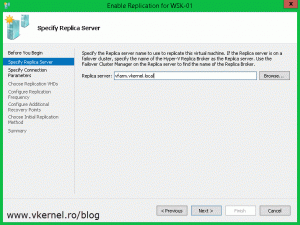 Enable Replication for WSK-01
Specify Replica Server
Before You Begin
Specify Replica Server
Specify Connection
Parameters
Choose Replication VHDs
Configure Replication
Frequency
Configure Additional
Recovery Points
Choose Initial Replication
Method
Summary
Specify the Replica server name to use to replicate this virtual machine. If the Replica server is on a
failover cluster, specify the name of the Hyper-V Replica Broker as the Replica server. Use the
Failover Cluster Manager on the Replica server to find the name of the Replica Broker.
Replica server:
.vkernel.local
Browse...
< Previous
Next >
Finish
Cancel
www.vkernel.ro/blog